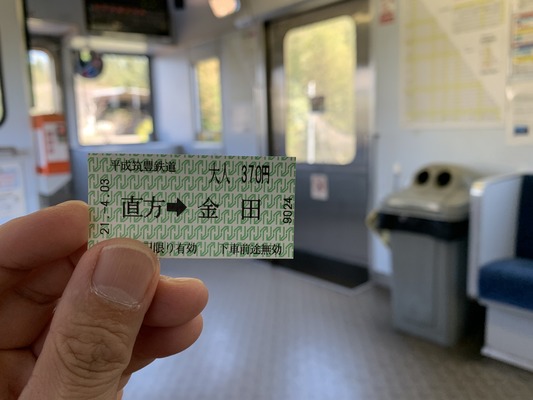 平成筑豊鉄道 大人 370円
21.-4.03
直方➡金田
9024
限り有効 下車前途無効